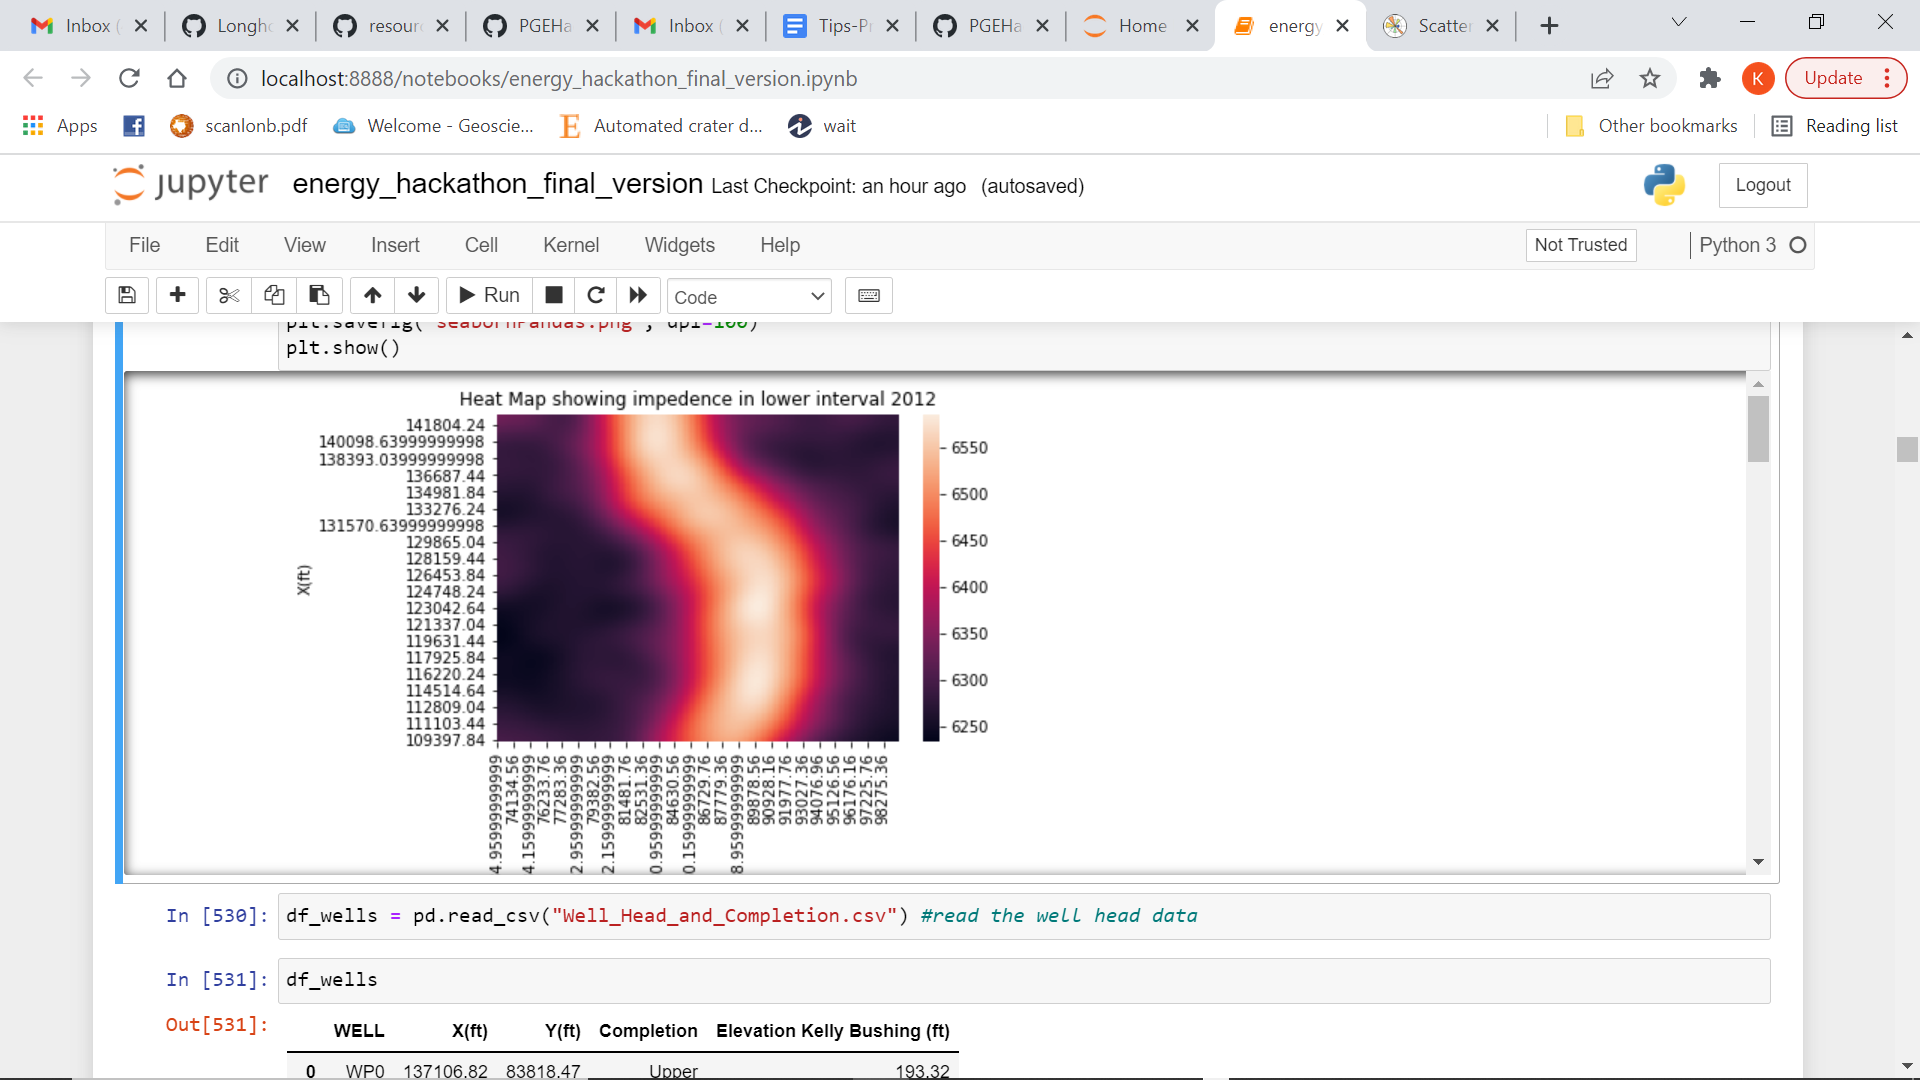 Inbox (
Longho
resour
PGEHa
Inbox (
Tips-Pr
PGEHa
Home
energy
Scatter
localhost:8888/notebooks/energy_hackathon_final_version.ipynb
K
Update
Apps
scanlonb.pdf
Welcome - Geoscie...
Automated crater d...
wait
Other bookmarks
Reading list
jupyter energy_hackathon_final_version Last Checkpoint: an hour ago (autosaved)
Logout
File Edit View Insert Cell Kernel Widgets Help
Not Trusted
Python 3
Run
Code
plt.savefig("seabornPandas.png", dpi=100)
plt.show()
Heat Map showing impedence in lower interval 2012
141804.24
140098.63999999998
138393.03999999998
136687.44
134981.84
133276.24
131570.63999999998
129865.04
128159.44
126453.84
124748.24
123042.64
121337.04
119631.44
117925.84
116220.24
114514.64
112809.04
111103.44
109397.84
X(ft)
6550
6500
6450
6400
6350
6300
6250
74134.56
76233.76
77283.36
79382.56
81481.76
82531.36
84630.56
86729.76
87779.36
89878.56
90928.16
91977.76
93027.36
94076.96
95126.56
96176.16
97225.76
98275.36
In [530]: df_wells = pd.read_csv("Well_Head_and_Completion.csv") #read the well head data
In [531]: df_wells
Out[531]:
WELL X(ft) Y(ft) Completion Elevation Kelly Bushing (ft)
0 WP0 137106.82 83818.47 Upper 193.32